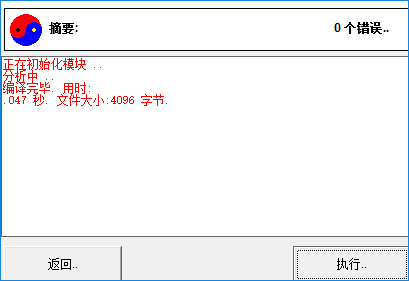 摘要: 0 个错误..
正在初始化模块 ..
分析中 ..
编译完毕. 用时:
.047 秒. 文件大小:4096 字节.
返回.. 执行..